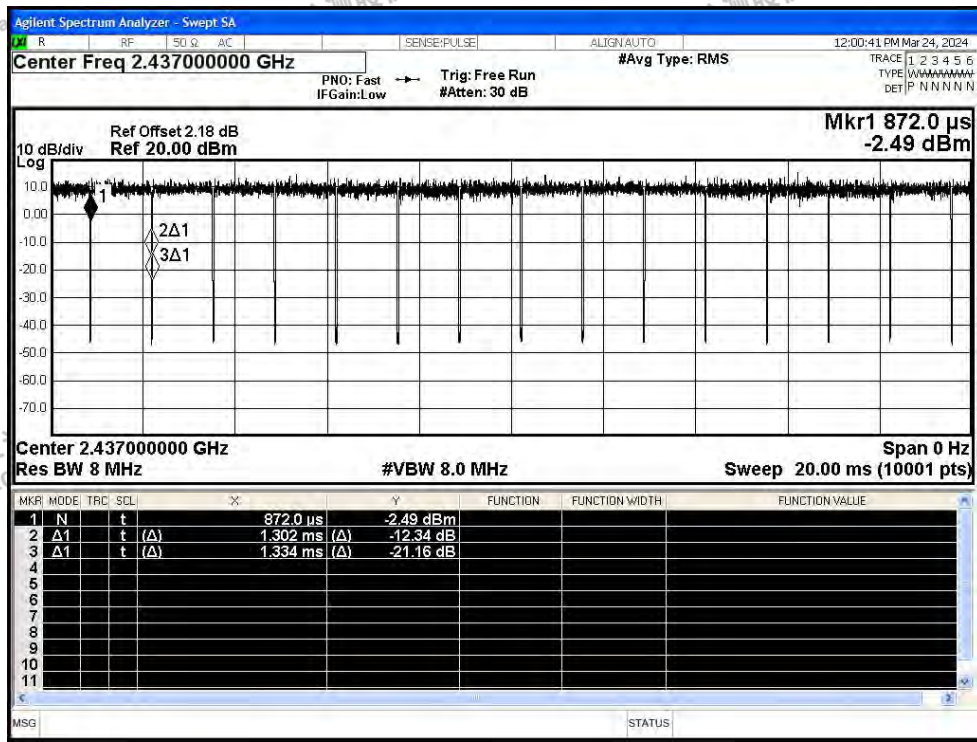 Agilent Spectrum Analyzer - Swept SA
LXI R RF 50 Ω AC SENSE:PULSE ALIGN AUTO 12:00:41 PM Mar 24, 2024
Center Freq 2.437000000 GHz #Avg Type: RMS TRACE 1 2 3 4 5 6
PNO: Fast Trig: Free Run TYPE WWWWWW
IFGain:Low #Atten: 30 dB DET P N N N N N
Mkr1 872.0 µs
Ref Offset 2.18 dB
10 dB/div Ref 20.00 dBm -2.49 dBm
Log
10.0
1
0.00
2Δ1
-10.0
3Δ1
-20.0
-30.0
-40.0
-50.0
-60.0
-70.0
Center 2.437000000 GHz Span 0 Hz
Res BW 8 MHz #VBW 8.0 MHz Sweep 20.00 ms (10001 pts)
MKR MODE TRC SCL X Y FUNCTION FUNCTION WIDTH FUNCTION VALUE
1 N t 872.0 µs -2.49 dBm
2 Δ1 t (Δ) 1.302 ms (Δ) -12.34 dB
3 Δ1 t (Δ) 1.334 ms (Δ) -21.16 dB
4
5
6
7
8
9
10
11
MSG STATUS